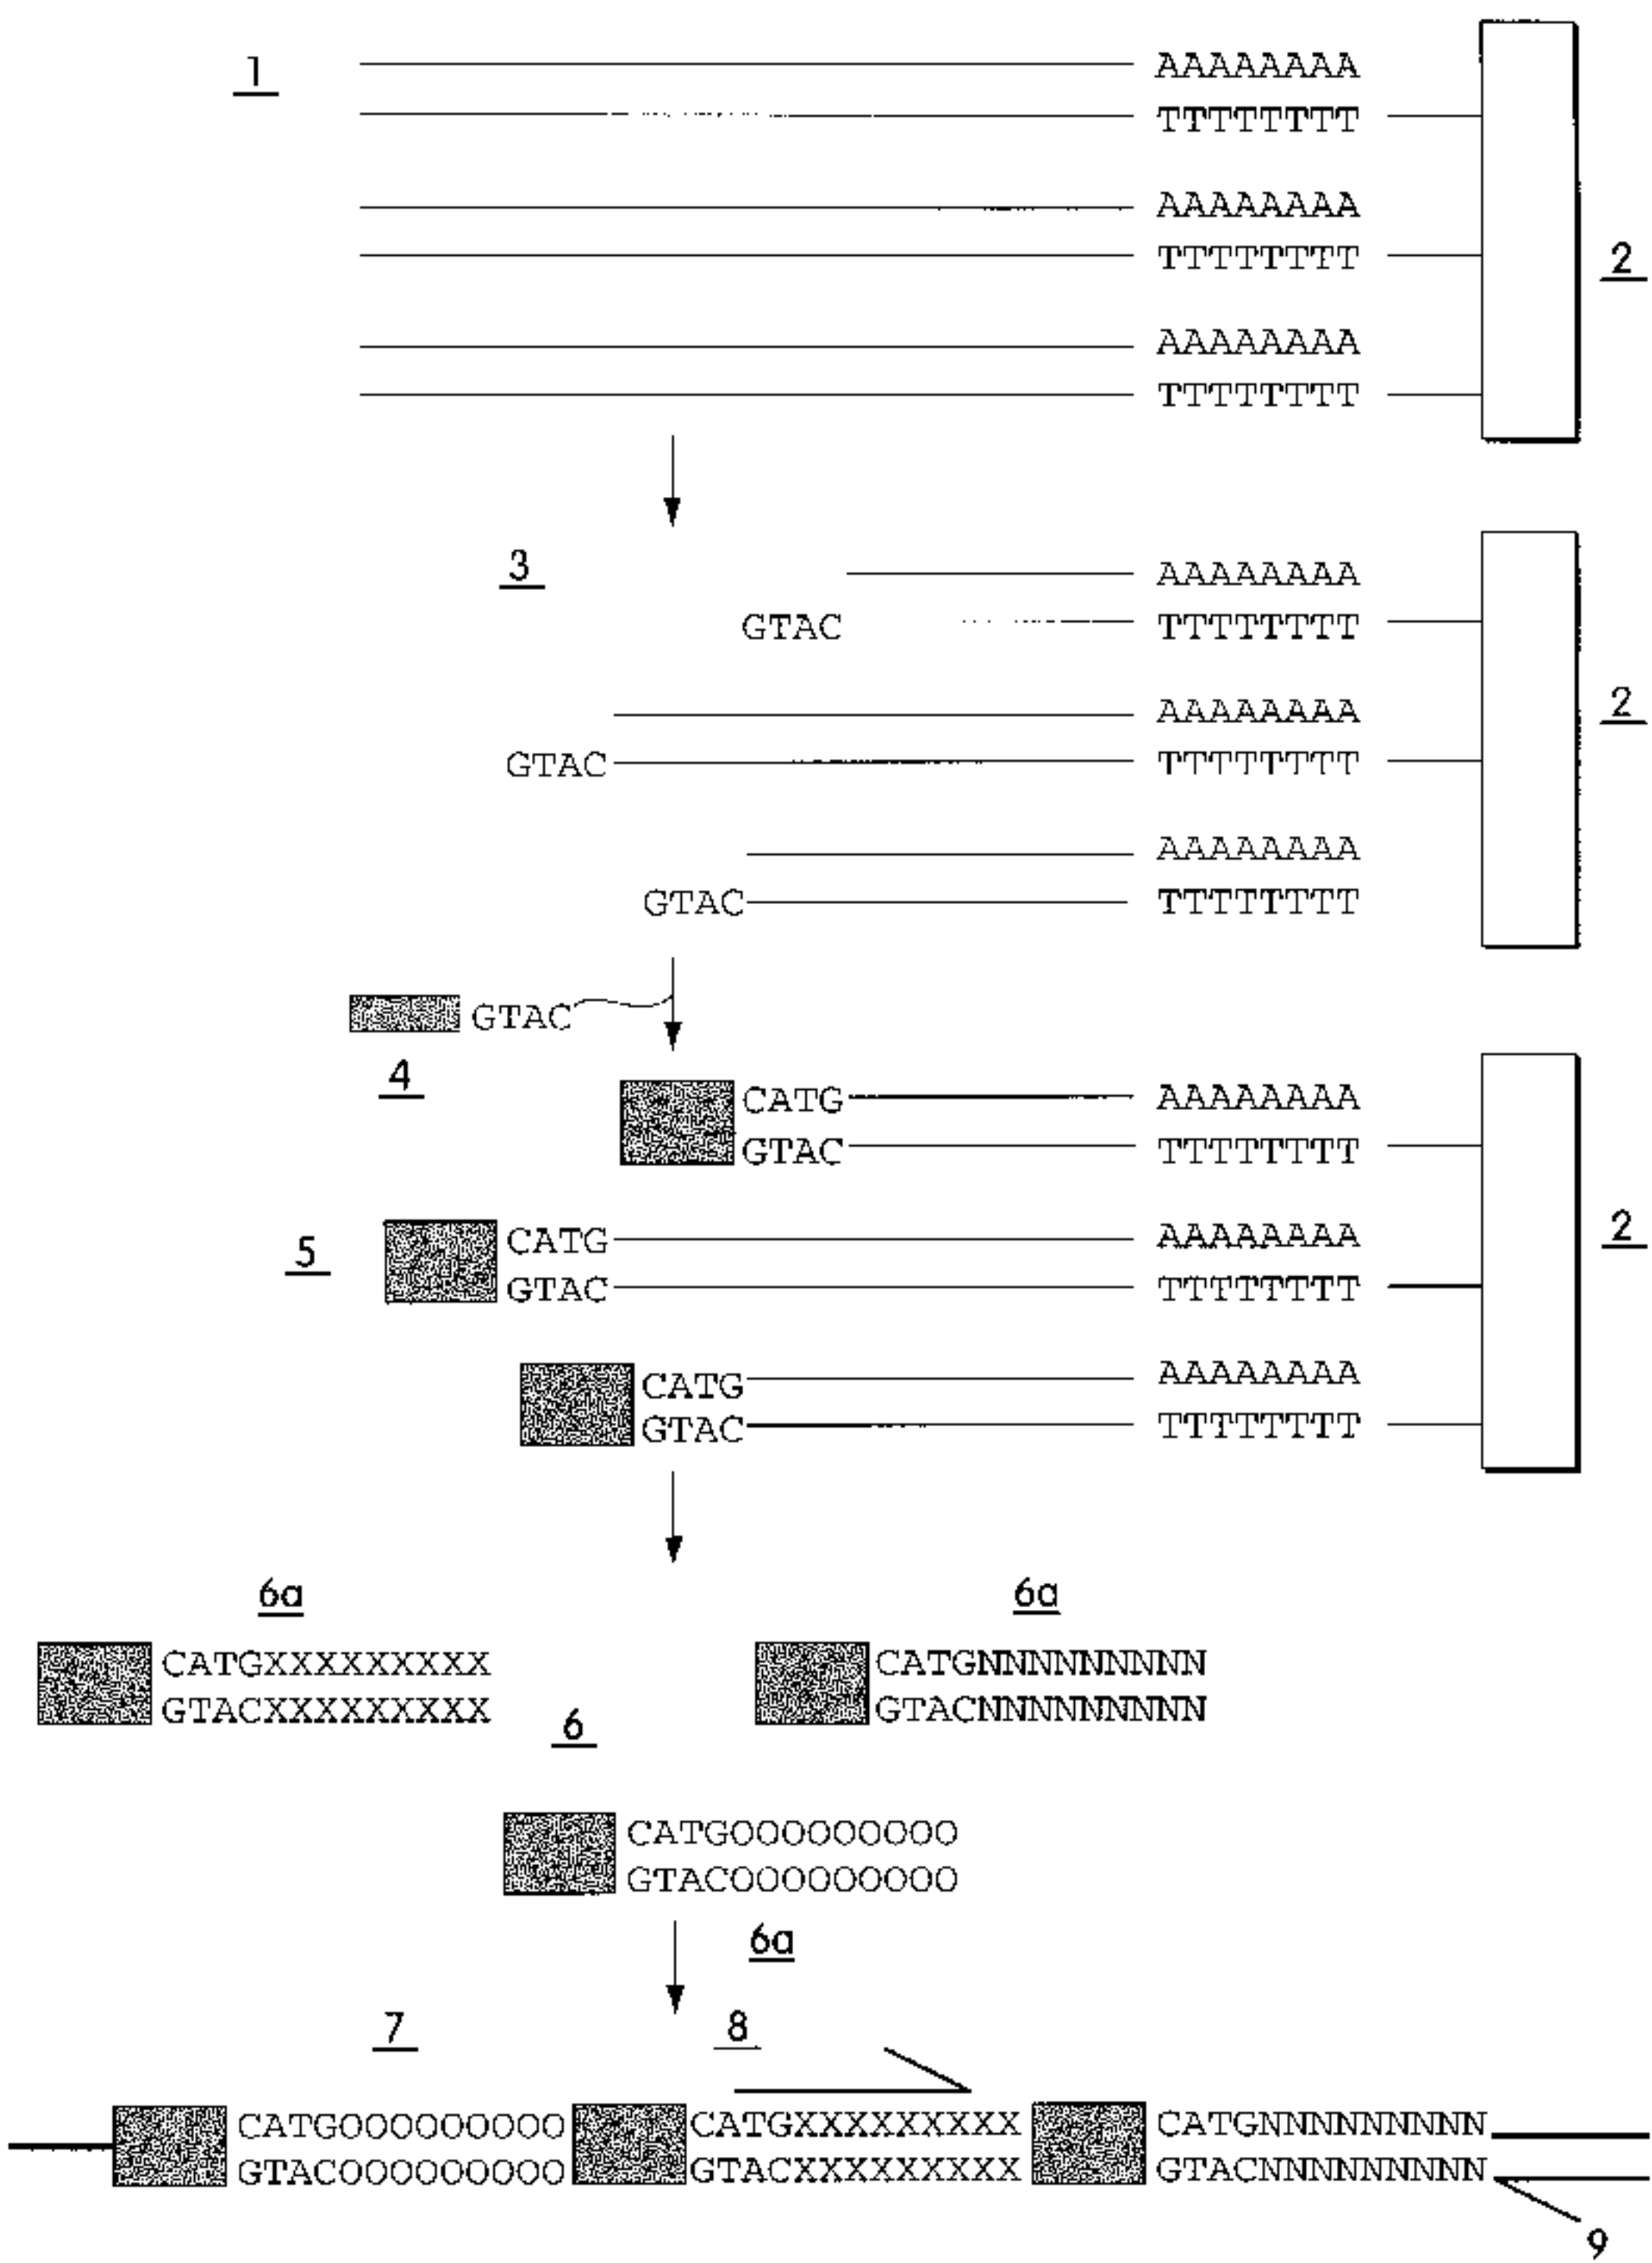 1
AAAAAAAA
TTTTTTTT
AAAAAAAA
2
TTTTTTTT
AAAAAAAA
TTTTTTTT
3
AAAAAAAA
GTAC TTTTTTTT
AAAAAAAA
2
GTAC TTTTTTTT
AAAAAAAA
GTAC TTTTTTTT
GTAC
4
CATG AAAAAAAA
GTAC TTTTTTTT
CATG AAAAAAAA
5 2
GTAC TTTTTTTT
CATG AAAAAAAA
GTAC TTTTTTTT
6a 6a
CATGXXXXXXXXX CATGNNNNNNNNN
GTACXXXXXXXXX GTACNNNNNNNNN
6
CATGOOOOOOOOO
GTACOOOOOOOOO
6a
7 8
CATGOOOOOOOOO CATGXXXXXXXXX CATGNNNNNNNNN
GTACOOOOOOOOO GTACXXXXXXXXX GTACNNNNNNNNN
9